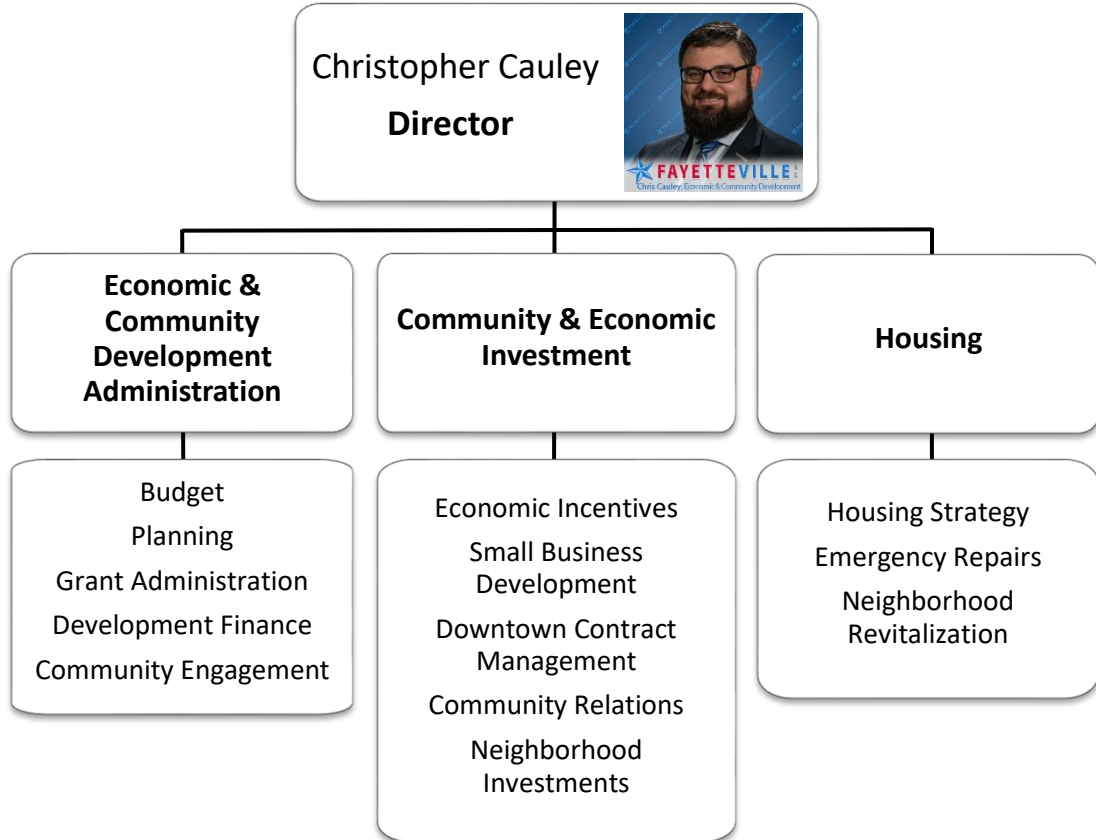 Christopher Cauley
Director
FAYETTEVILLE
Chris Cauley, Economic & Community Development
Economic &
Community
Development
Administration
Community & Economic
Investment
Housing
Budget
Planning
Grant Administration
Development Finance
Community Engagement
Economic Incentives
Small Business
Development
Downtown Contract
Management
Community Relations
Neighborhood
Investments
Housing Strategy
Emergency Repairs
Neighborhood
Revitalization